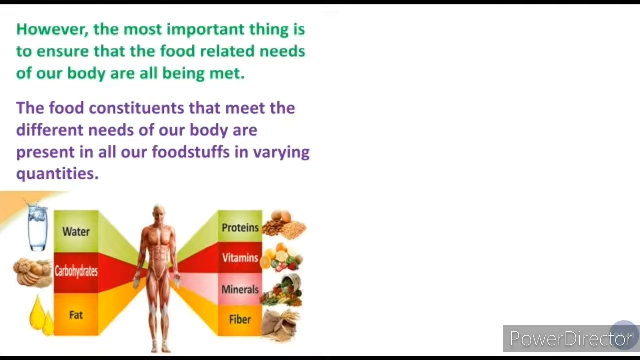 However, the most important thing is
to ensure that the food related needs
of our body are all being met.
The food constituents that meet the
different needs of our body are
present in all our foodstuffs in varying
quantities.
Water
Carbohydrates
Fat
Proteins
Vitamins
Minerals
Fiber
PowerDirector